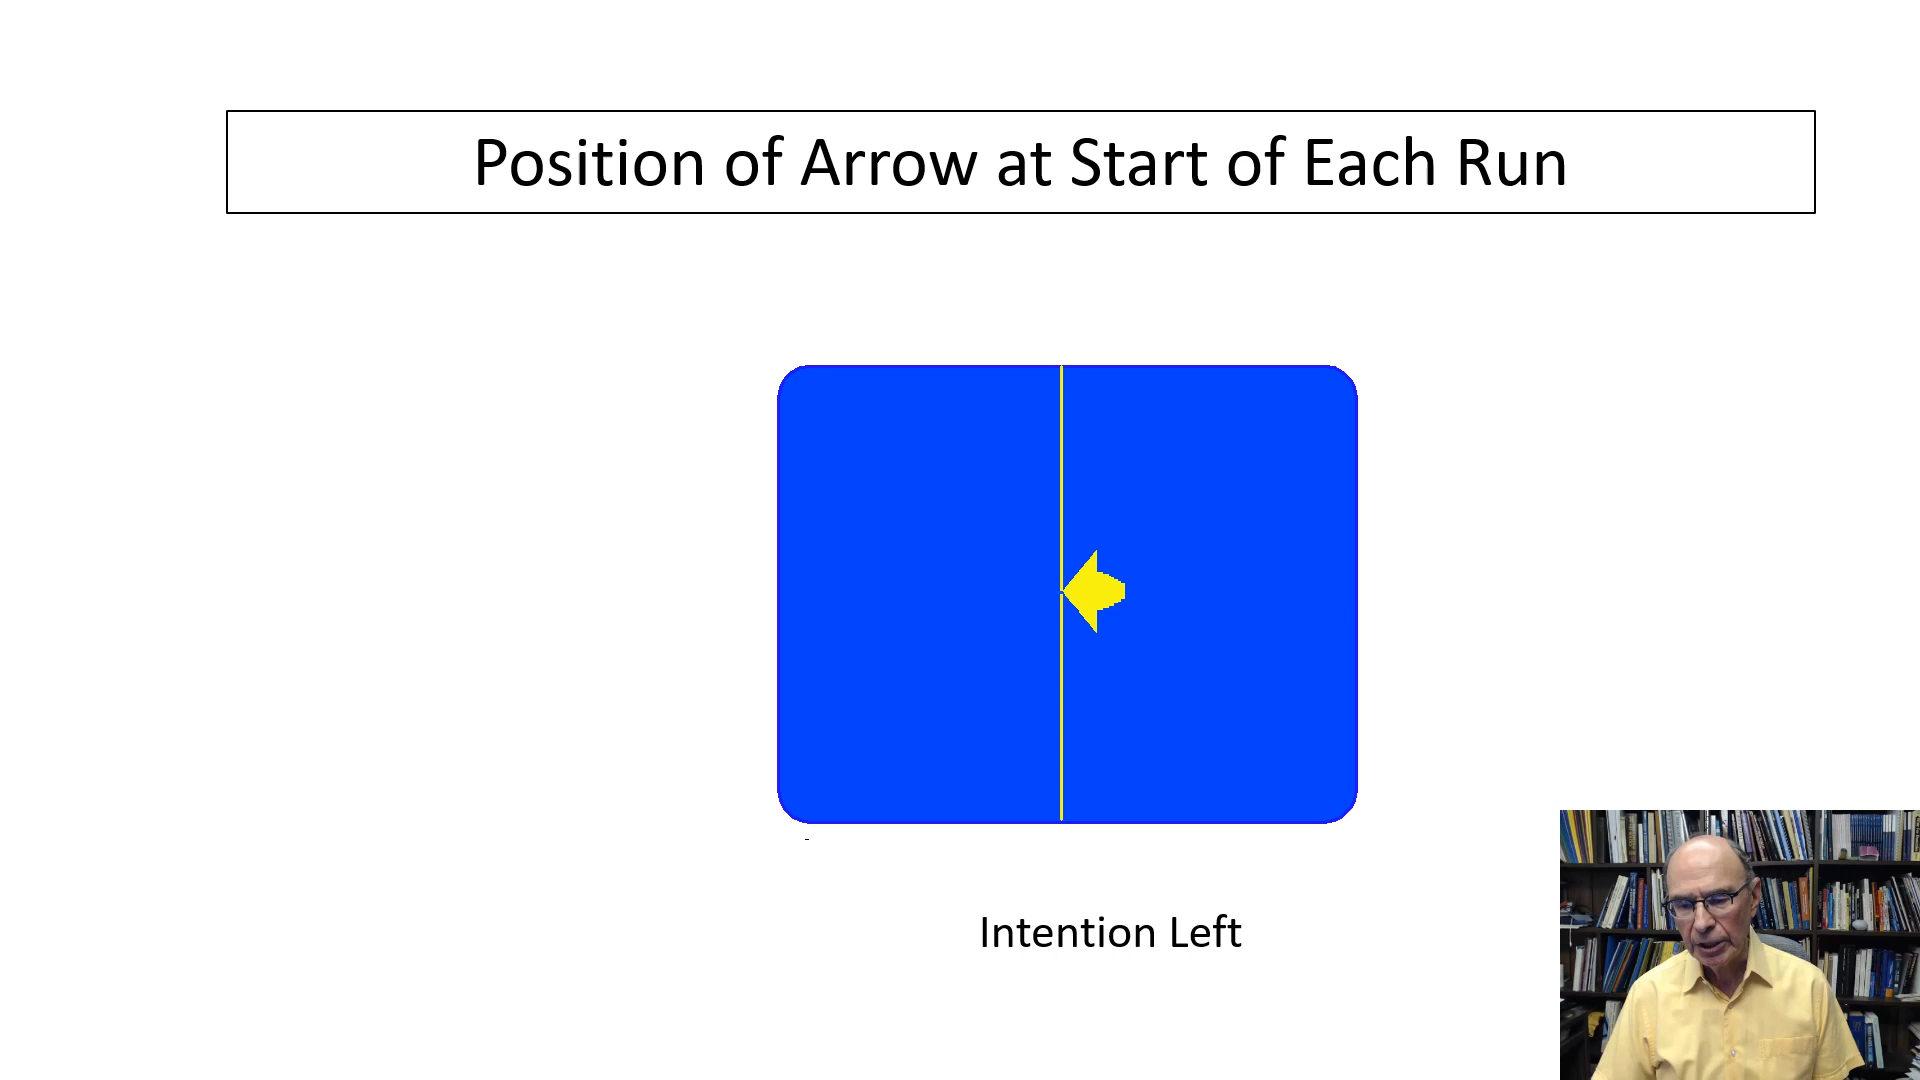 Position of Arrow at Start of Each Run
Intention Left